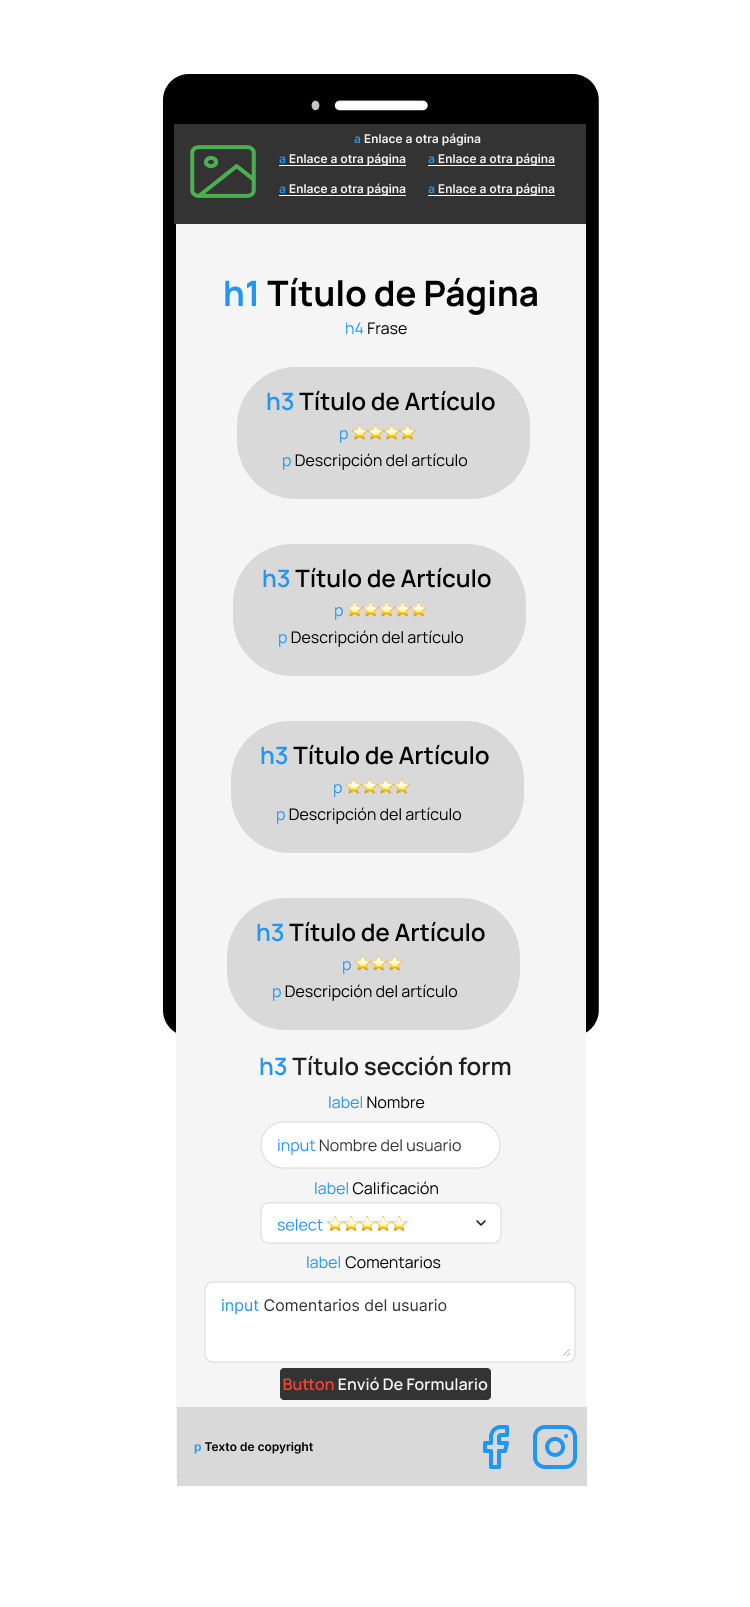 a Enlace a otra página
a Enlace a otra página a Enlace a otra página
a Enlace a otra página a Enlace a otra página
h1 Título de Página
h4 Frase
h3 Título de Artículo
p ⭐⭐⭐⭐
p Descripción del artículo
h3 Título de Artículo
p ⭐⭐⭐⭐⭐
p Descripción del artículo
h3 Título de Artículo
p ⭐⭐⭐⭐
p Descripción del artículo
h3 Título de Artículo
p ⭐⭐⭐
p Descripción del artículo
h3 Título sección form
label Nombre
input Nombre del usuario
label Calificación
select ⭐⭐⭐⭐⭐
label Comentarios
input Comentarios del usuario
Button Envió De Formulario
p Texto de copyright